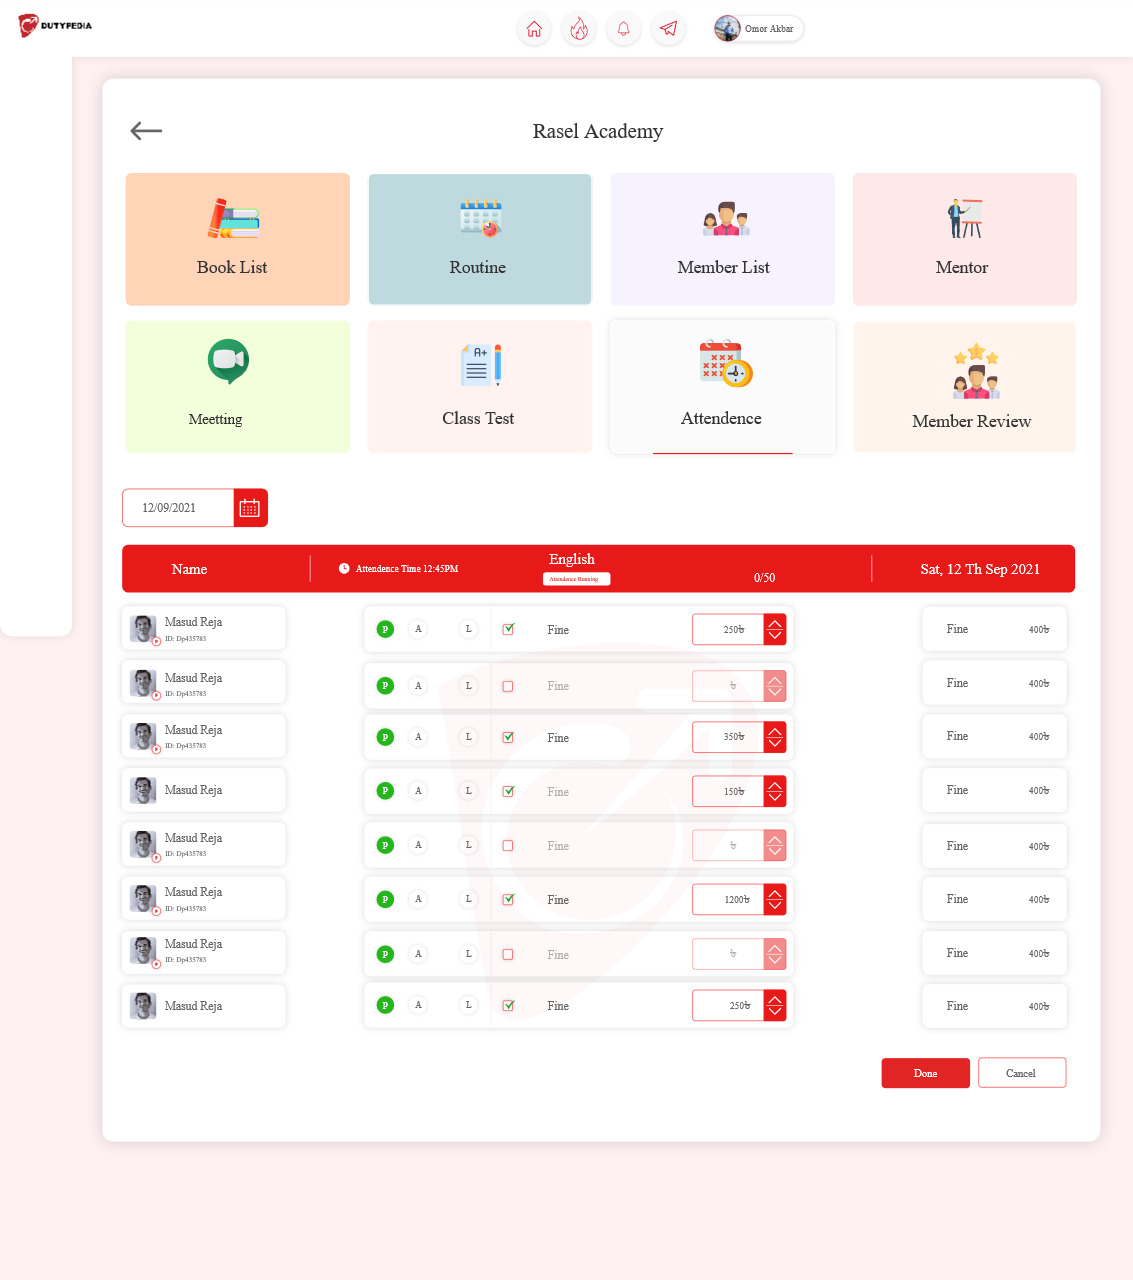 DUTYPEDIA
Omor Akbar
Rasel Academy
Book List
Routine
Member List
Mentor
A+
Meetting
Class Test
Attendence
Member Review
12/09/2021
Name
Attendence Time 12:45PM
English
Attendence Running
0/50
Sat, 12 Th Sep 2021
Masud Reja
ID: Dp435783
P A L Fine 250৳
Fine 400৳
Masud Reja
ID: Dp435783
P A L Fine ৳
Fine 400৳
Masud Reja
ID: Dp435783
P A L Fine 350৳
Fine 400৳
Masud Reja
P A L Fine 150৳
Fine 400৳
Masud Reja
ID: Dp435783
P A L Fine ৳
Fine 400৳
Masud Reja
ID: Dp435783
P A L Fine 1200৳
Fine 400৳
Masud Reja
ID: Dp435783
P A L Fine ৳
Fine 400৳
Masud Reja
P A L Fine 250৳
Fine 400৳
Done
Cancel